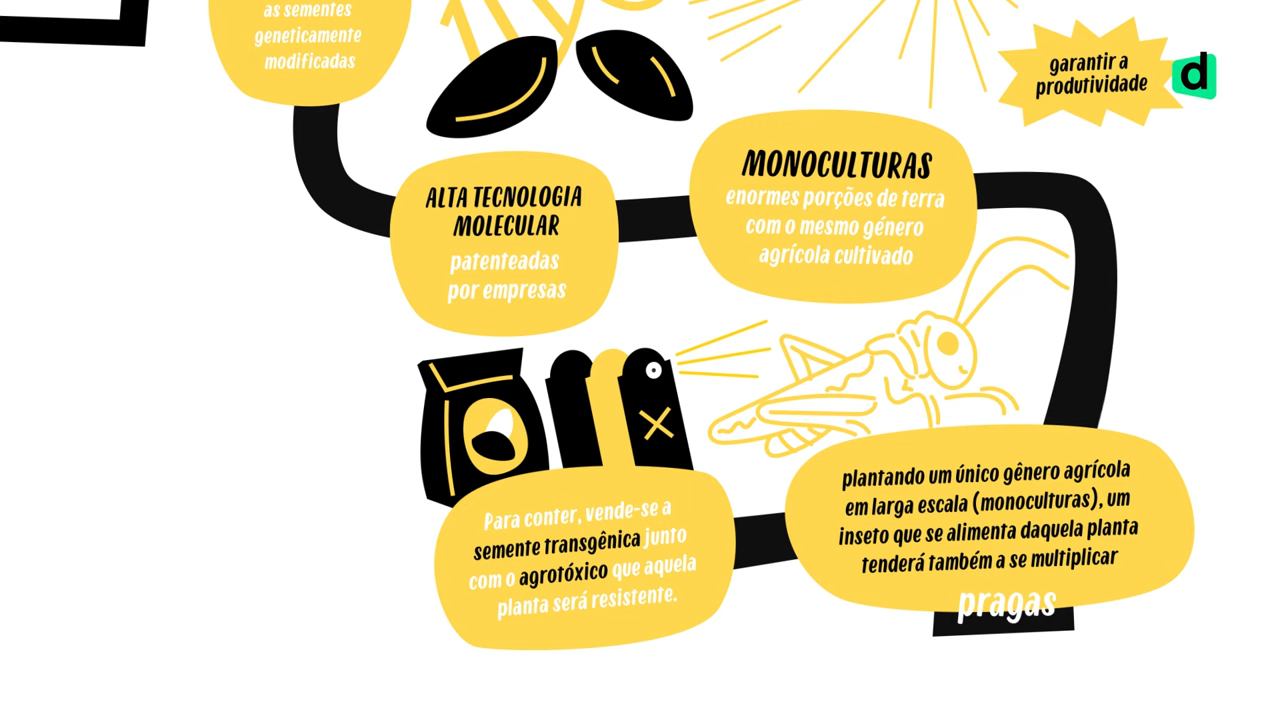 as sementes
geneticamente
modificadas
garantir a
produtividade
d
ALTA TECNOLOGIA
MOLECULAR
patenteadas
por empresas
MONOCULTURAS
enormes porções de terra
com o mesmo género
agrícola cultivado
Para conter, vende-se a
semente transgênica junto
com o agrotóxico que aquela
planta será resistente.
plantando um único gênero agrícola
em larga escala (monoculturas), um
inseto que se alimenta daquela planta
tenderá também a se multiplicar
pragas